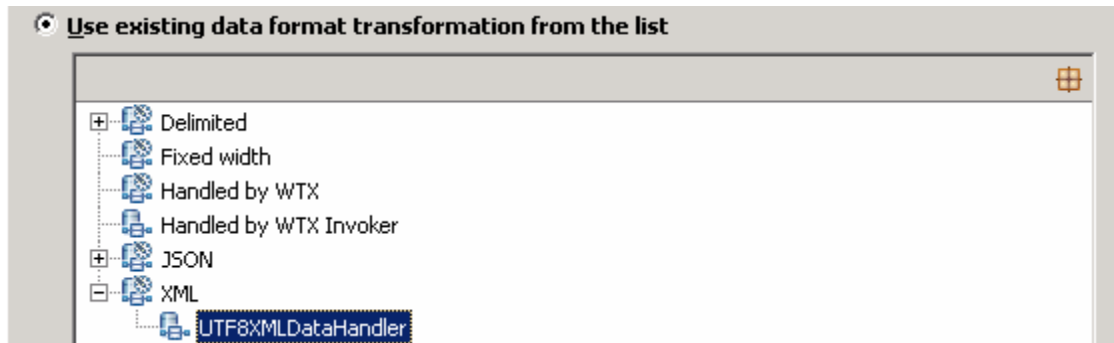 Use existing data format transformation from the list
Delimited
Fixed width
Handled by WTX
Handled by WTX Invoker
JSON
XML
UTF8XMLDataHandler